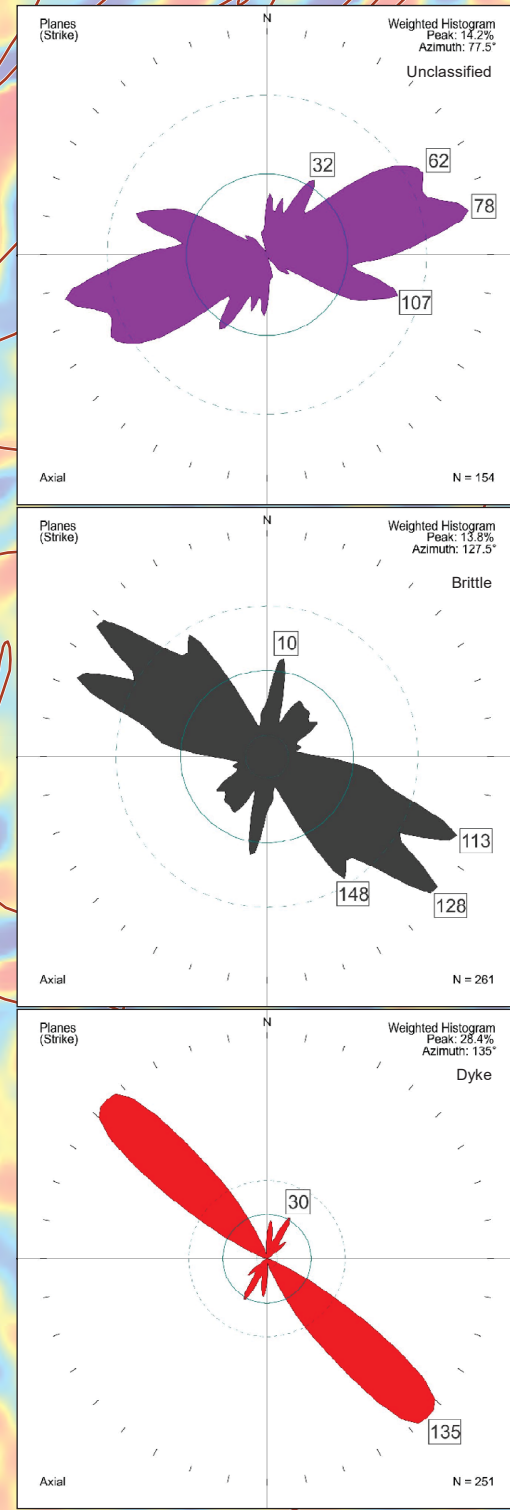 Planes
(Strike)
N
Weighted Histogram
Peak: 14.2%
Azimuth: 77.5°
Unclassified
32
62
78
107
Axial
N = 154
Planes
(Strike)
N
Weighted Histogram
Peak: 13.8%
Azimuth: 127.5°
Brittle
10
113
148
128
Axial
N = 261
Planes
(Strike)
N
Weighted Histogram
Peak: 28.4%
Azimuth: 135°
Dyke
30
135
Axial
N = 251